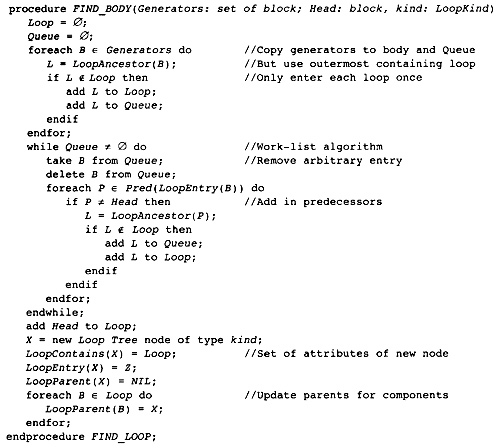 procedure FIND_BODY(Generators: set of block; Head: block, kind: LoopKind)
Loop = ∅;
Queue = ∅;
foreach B ∈ Generators do //Copy generators to body and Queue
L = LoopAncestor(B); //But use outermost containing loop
if L ∉ Loop then //Only enter each loop once
add L to Loop;
add L to Queue;
endif
endfor;
while Queue ≠ ∅ do //Work-list algorithm
take B from Queue; //Remove arbitrary entry
delete B from Queue;
foreach P ∈ Pred(LoopEntry(B)) do
if P ≠ Head then //Add in predecessors
L = LoopAncestor(P);
if L ∉ Loop then
add L to Queue;
add L to Loop;
endif
endif
endfor;
endwhile;
add Head to Loop;
X = new Loop Tree node of type kind;
LoopContains(X) = Loop; //Set of attributes of new node
LoopEntry(X) = Z;
LoopParent(X) = NIL;
foreach B ∈ Loop do //Update parents for components
LoopParent(B) = X;
endfor;
endprocedure FIND_LOOP;